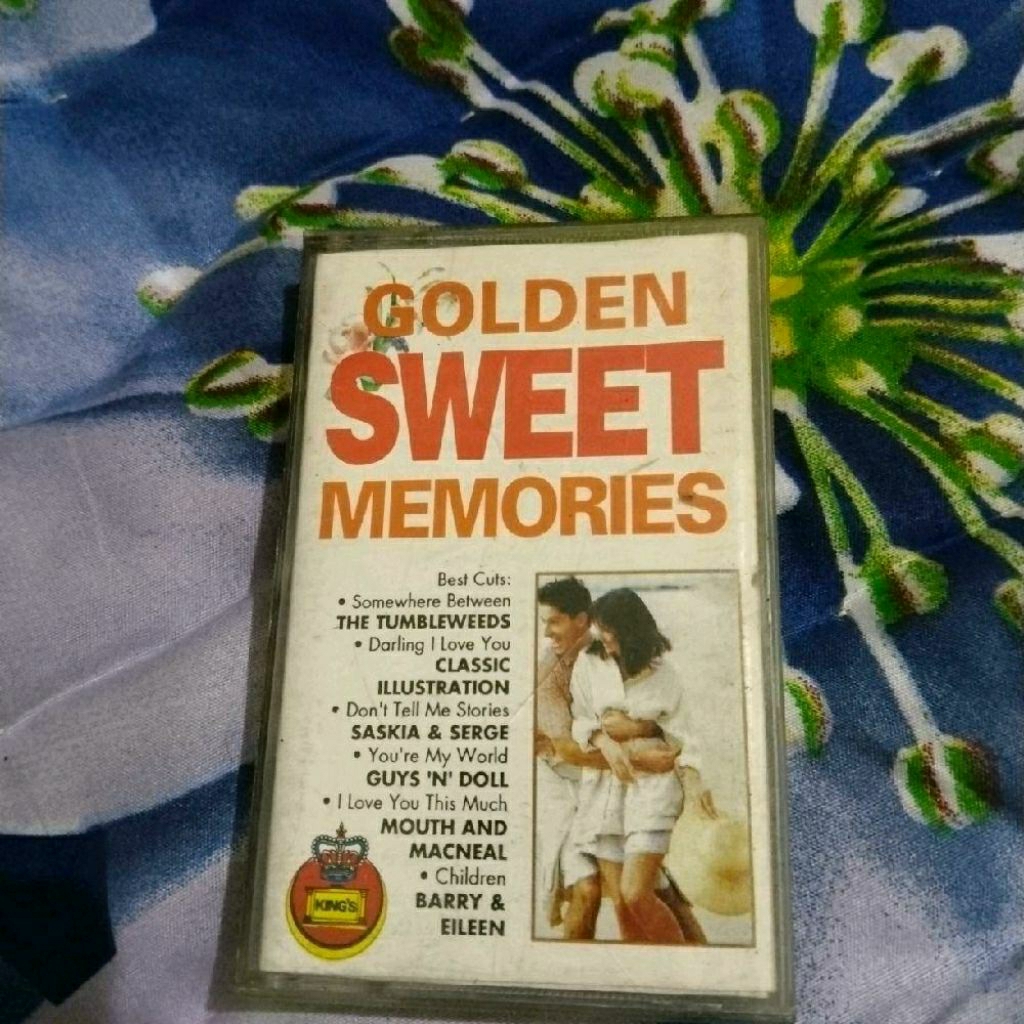 GOLDEN
SWEET
MEMORIES
Best Cuts:
• Somewhere Between
THE TUMBLEWEEDS
• Darling I Love You
CLASSIC
ILLUSTRATION
• Don't Tell Me Stories
SASKIA & SERGE
• You're My World
GUYS 'N' DOLL
• I Love You This Much
MOUTH AND
MACNEAL
• Children
BARRY &
EILEEN
KING'S